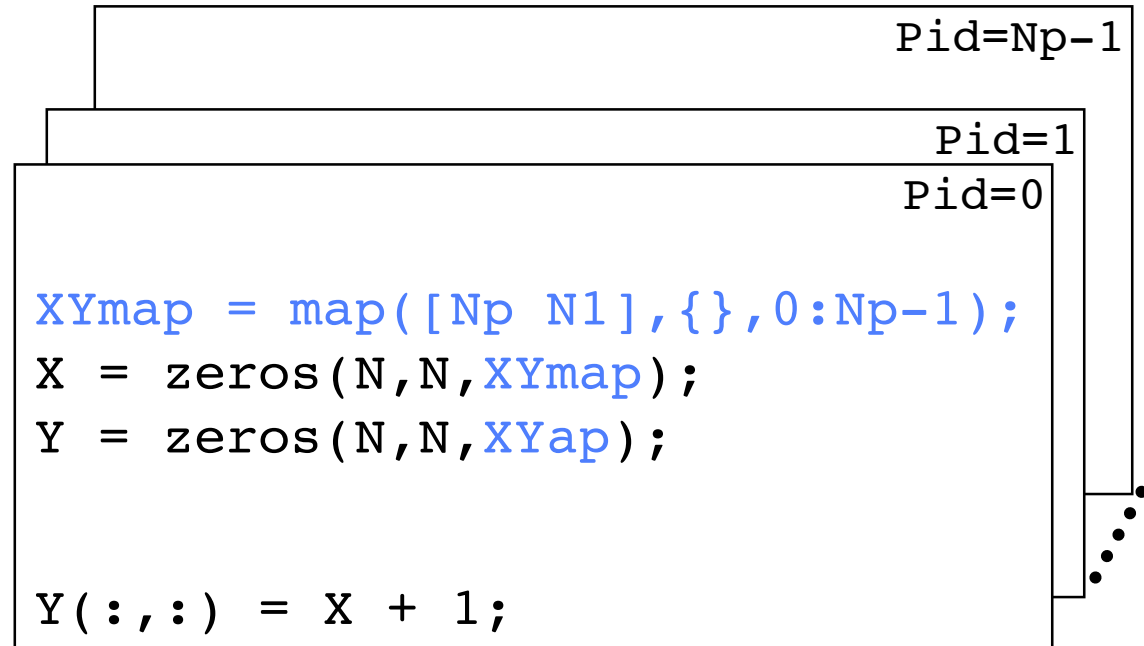 Pid=Np-1
Pid=1
Pid=0
XYmap = map([Np N1],{},0:Np-1);
X = zeros(N,N,XYmap);
Y = zeros(N,N,XYap);
Y(:,:) = X + 1;